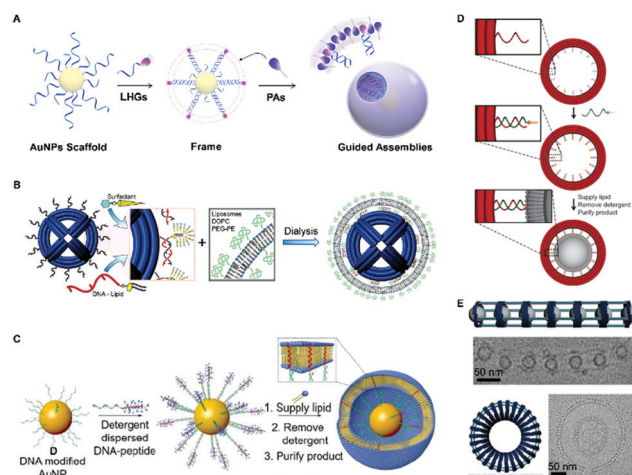 A
LHGs
PAs
AuNPs Scaffold
Frame
Guided Assemblies
B
Surfactant
DNA - Lipid
+
Liposomes
DOPC
PEG-PE
Dialysis
C
D
DNA modified
AuNP
Detergent
dispersed
DNA-peptide
1. Supply lipid
2. Remove
detergent
3. Purify product
D
Supply lipid
Remove detergent
Purify product
E
50 nm
50 nm